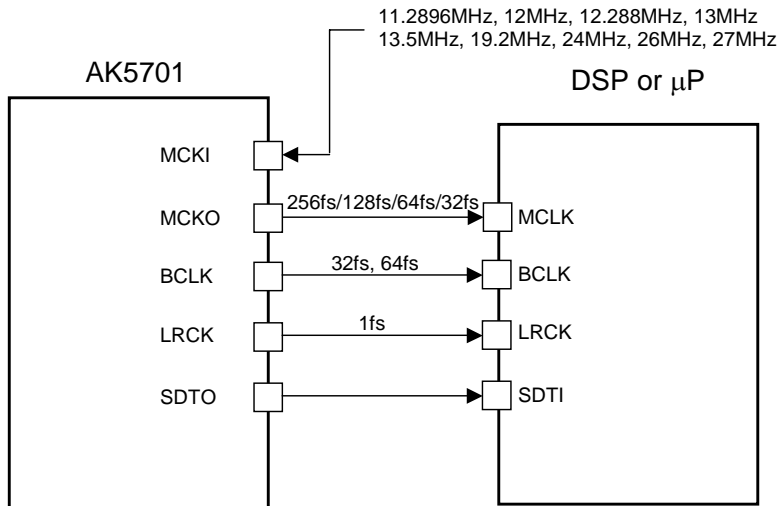 11.2896MHz, 12MHz, 12.288MHz, 13MHz
13.5MHz, 19.2MHz, 24MHz, 26MHz, 27MHz
AK5701
DSP or μP
MCKI
MCKO
256fs/128fs/64fs/32fs
MCLK
BCLK
32fs, 64fs
BCLK
LRCK
1fs
LRCK
SDTO
SDTI